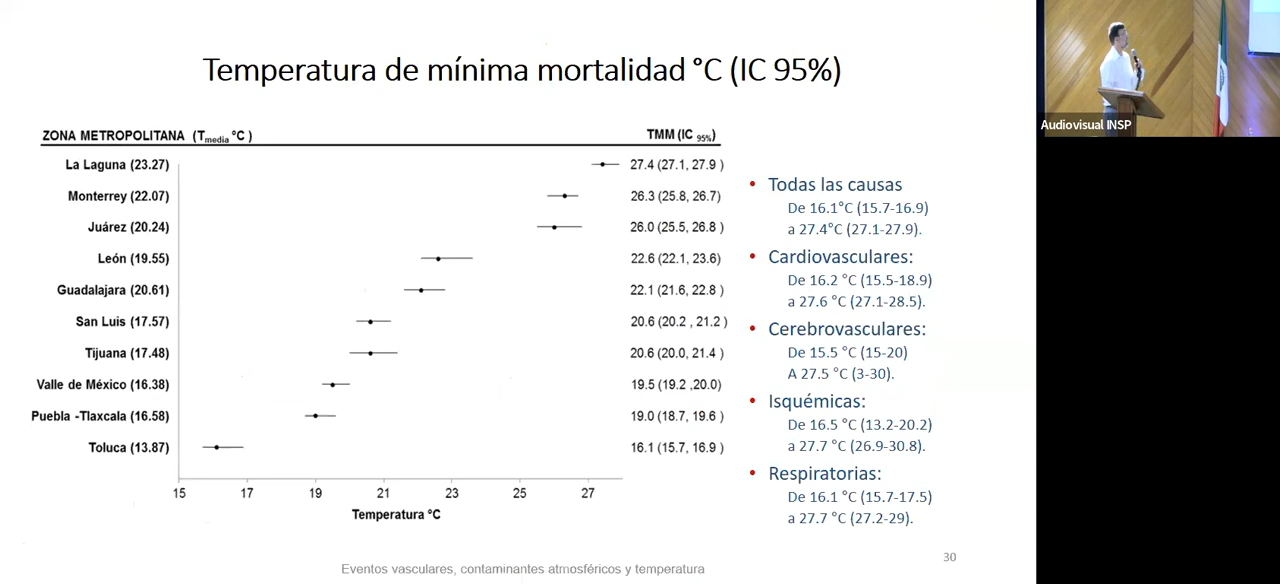 Temperatura de mínima mortalidad °C (IC 95%)
ZONA METROPOLITANA (Tmedia °C ) TMM (IC 95%)
La Laguna (23.27) 27.4 (27.1, 27.9 )
Monterrey (22.07) 26.3 (25.8, 26.7)
Juárez (20.24) 26.0 (25.5, 26.8 )
León (19.55) 22.6 (22.1, 23.6)
Guadalajara (20.61) 22.1 (21.6, 22.8 )
San Luis (17.57) 20.6 (20.2 , 21.2 )
Tijuana (17.48) 20.6 (20.0, 21.4 )
Valle de México (16.38) 19.5 (19.2 ,20.0)
Puebla -Tlaxcala (16.58) 19.0 (18.7, 19.6 )
Toluca (13.87) 16.1 (15.7, 16.9 )
15 17 19 21 23 25 27
Temperatura °C
• Todas las causas
De 16.1°C (15.7-16.9)
a 27.4°C (27.1-27.9).
• Cardiovasculares:
De 16.2 °C (15.5-18.9)
a 27.6 °C (27.1-28.5).
• Cerebrovasculares:
De 15.5 °C (15-20)
A 27.5 °C (3-30).
• Isquémicas:
De 16.5 °C (13.2-20.2)
a 27.7 °C (26.9-30.8).
• Respiratorias:
De 16.1 °C (15.7-17.5)
a 27.7 °C (27.2-29).
Eventos vasculares, contaminantes atmosféricos y temperatura
30
Audiovisual INSP